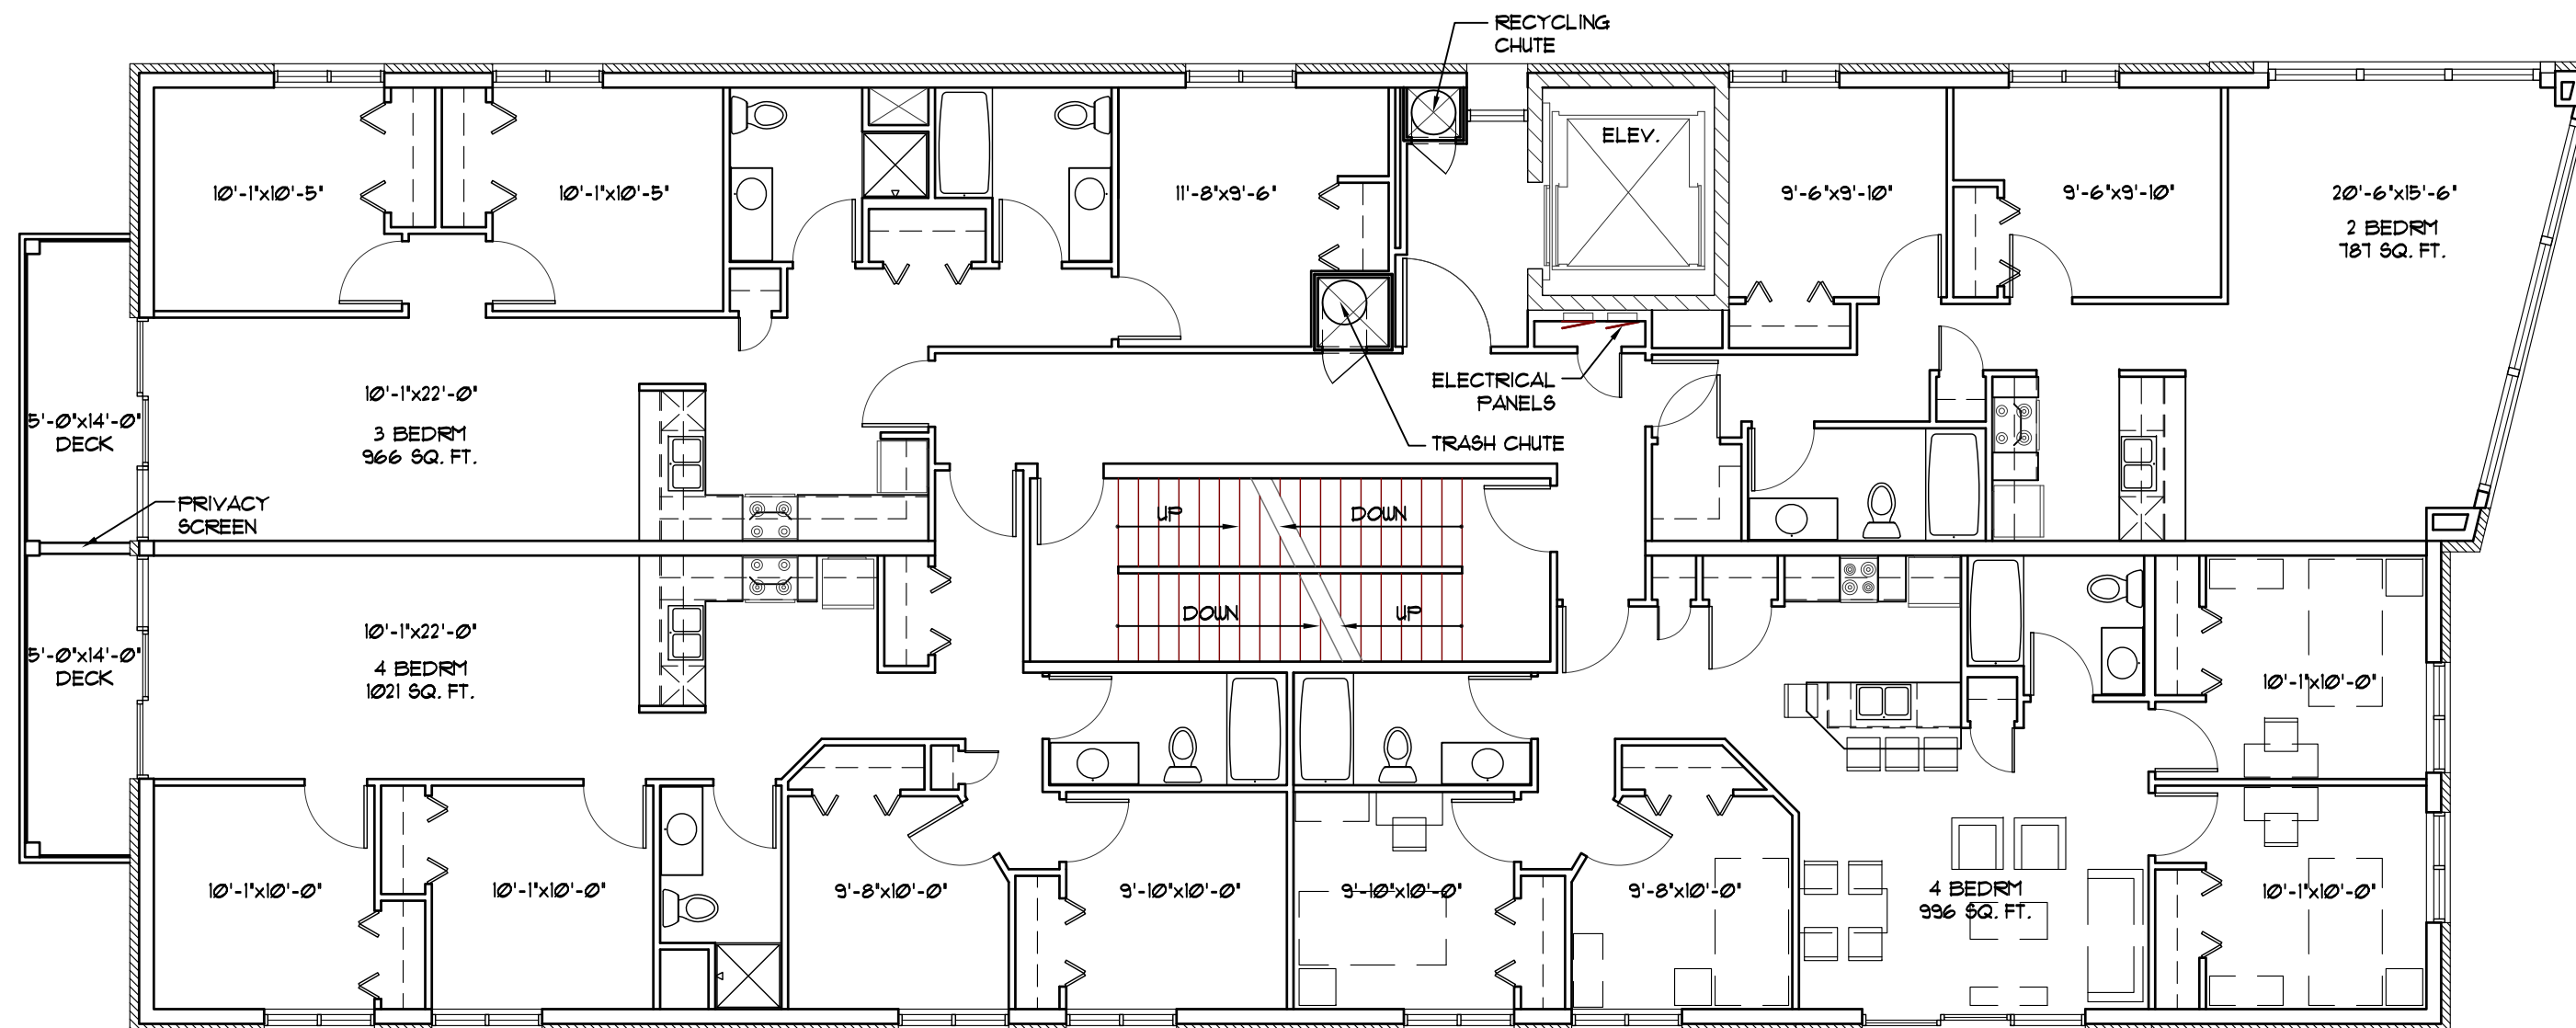 RECYCLING
CHUTE
ELEV.
10'-1"x10'-5"
10'-1"x10'-5"
11'-8"x9'-6"
9'-6"x9'-10"
9'-6"x9'-10"
20'-6"x15'-6"
2 BEDRM
787 SQ. FT.
10'-1"x22'-0"
3 BEDRM
966 SQ. FT.
5'-0"x14'-0"
DECK
ELECTRICAL
PANELS
TRASH CHUTE
PRIVACY
SCREEN
UP
DOWN
DOWN
UP
10'-1"x22'-0"
4 BEDRM
1021 SQ. FT.
5'-0"x14'-0"
DECK
10'-1"x10'-0"
10'-1"x10'-0"
10'-1"x10'-0"
9'-8"x10'-0"
9'-10"x10'-0"
9'-10"x10'-0"
9'-8"x10'-0"
4 BEDRM
996 SQ. FT.
10'-1"x10'-0"